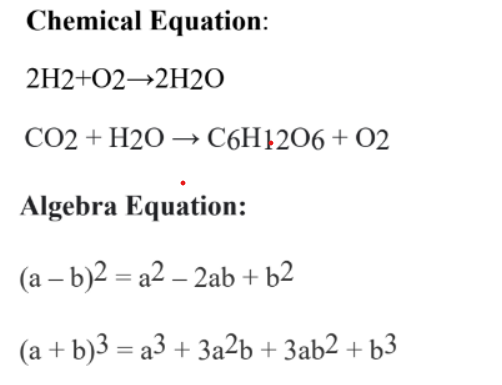 Chemical Equation:
2H2+O2→2H2O
CO2 + H2O → C6H12O6 + O2
Algebra Equation:
(a – b)2 = a2 – 2ab + b2
(a + b)3 = a3 + 3a2b + 3ab2 + b3